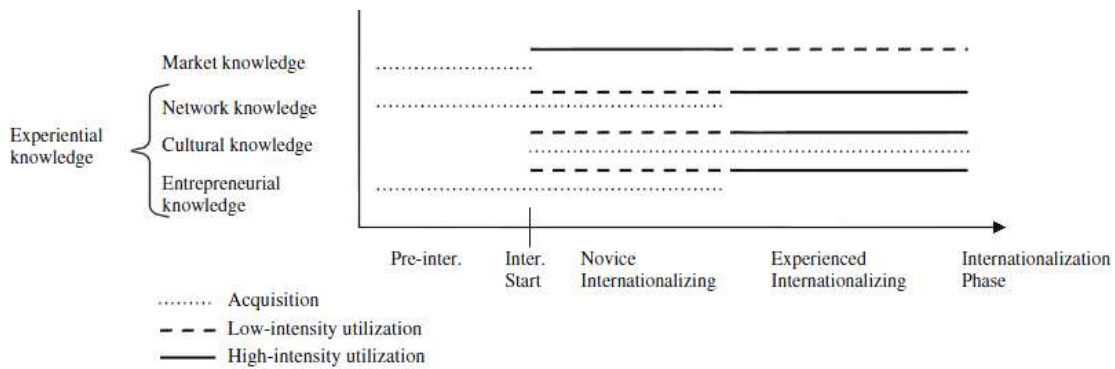 Market knowledge
Network knowledge
Experiential
knowledge
Cultural knowledge
Entrepreneurial
knowledge
Pre-inter.
Inter.
Start
Novice
Internationalizing
Experienced
Internationalizing
Internationalization
Phase
Acquisition
Low-intensity utilization
High-intensity utilization